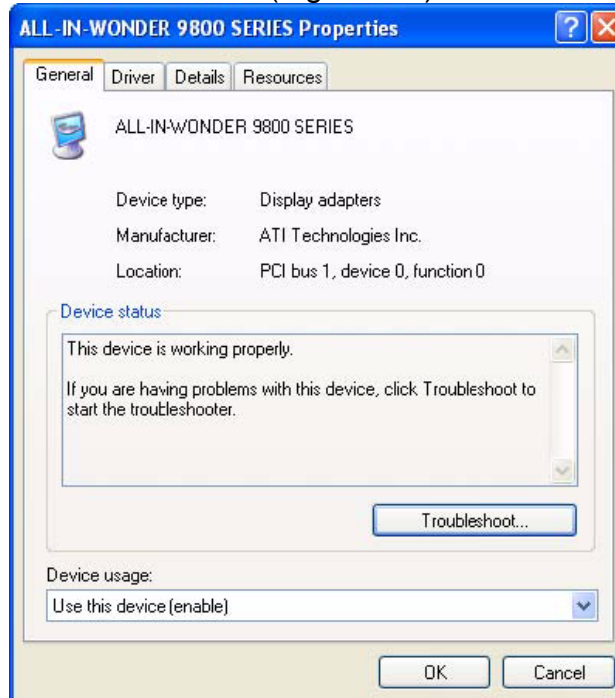 ALL-IN-WONDER 9800 SERIES Properties
General Driver Details Resources
ALL-IN-WONDER 9800 SERIES
Device type: Display adapters
Manufacturer: ATI Technologies Inc.
Location: PCI bus 1, device 0, function 0
Device status
This device is working properly.
If you are having problems with this device, click Troubleshoot to
start the troubleshooter.
Troubleshoot...
Device usage:
Use this device (enable)
OK Cancel